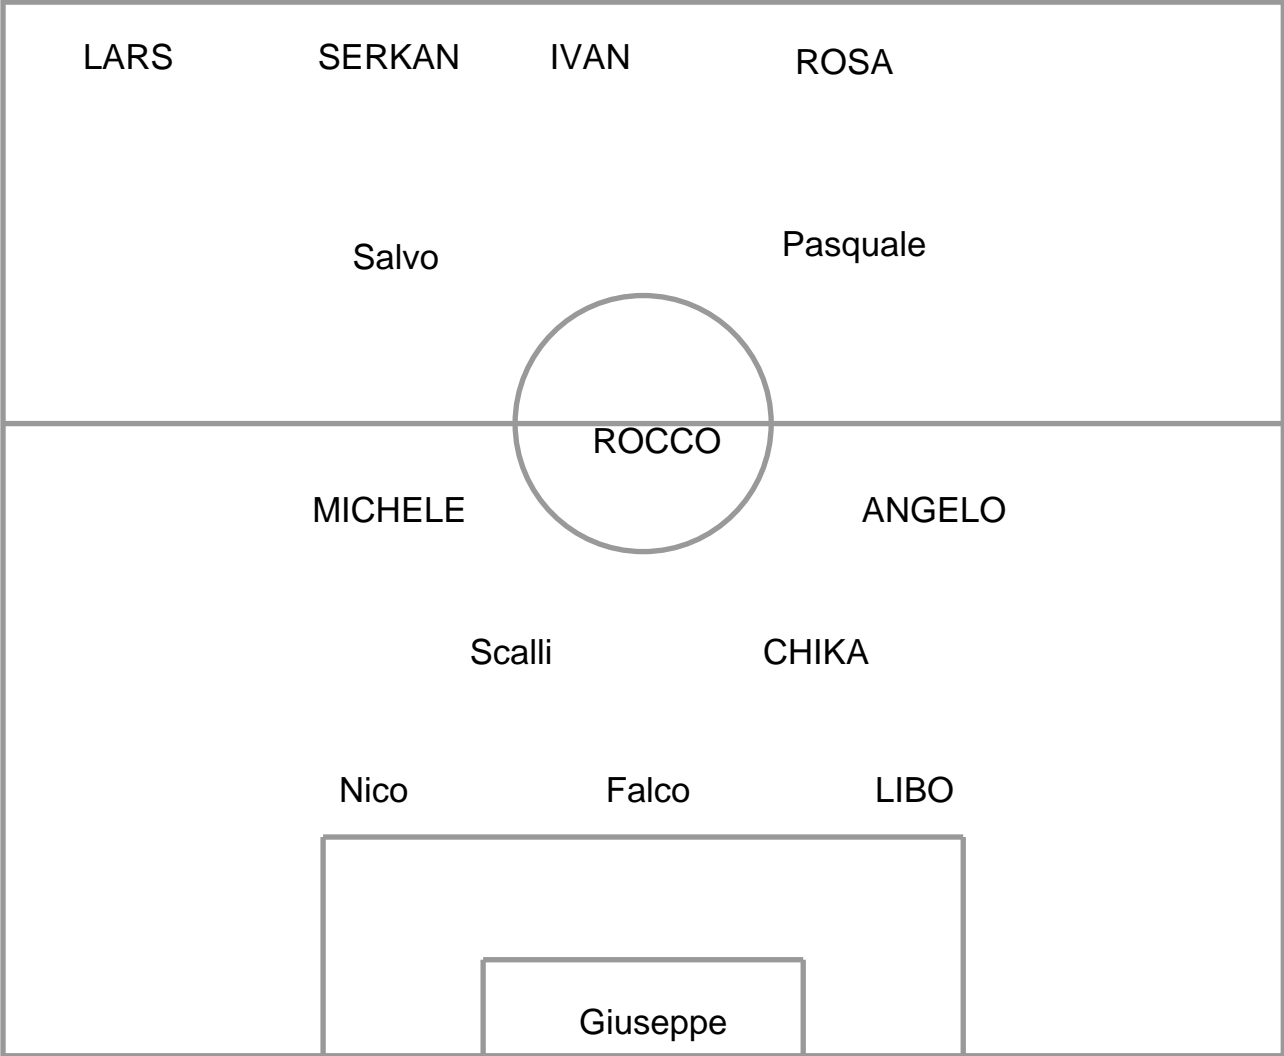 LARS SERKAN IVAN ROSA
Salvo Pasquale
ROCCO
MICHELE ANGELO
Scalli CHIKA
Nico Falco LIBO
Giuseppe